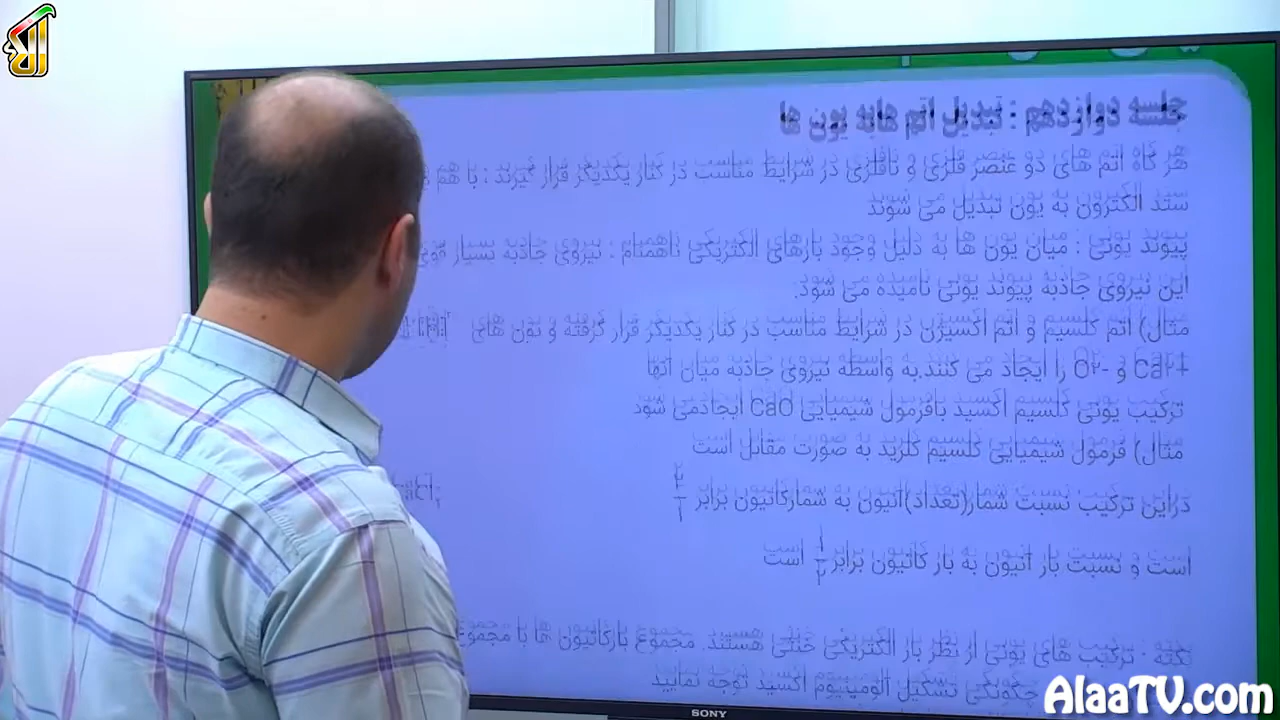 جلسه دوازدهم : تبدیل اتم هابه یون ها
هر گاه اتم های دو عنصر فلزی و نافلزی در شرایط مناسب در کنار یکدیگر قرار گیرند : با هم
ستد الکترون به یون تبدیل می شوند
پیوند یونی : میان یون ها به دلیل وجود بارهای الکتریکی ناهمنام : نیروی جاذبه بسیار قوی
این نیروی جاذبه پیوند یونی نامیده می شود.
مثال) اتم کلسیم و اتم اکسیژن در شرایط مناسب در کنار یکدیگر قرار گرفته و یون های
Ca2+ و O2- را ایجاد می کنند.به واسطه نیروی جاذبه میان آنها
ترکیب یونی کلسیم اکسید بافرمول شیمیایی CaO ایجادمی شود
مثال) فرمول شیمیایی کلسیم کلرید به صورت مقابل است
دراین ترکیب نسبت شمار(تعداد)آنیون به شمارکاتیون برابر ۲/۱
است و نسبت بار آنیون به بار کاتیون برابر ۱/۲ است
نکته : ترکیب های یونی از نظر بار الکتریکی خنثی هستند. مجموع بارکاتیون ها با مجموع
چگونگی تشکیل آلومینیوم اکسید توجه نمایید
SONY
AlaaTV.com